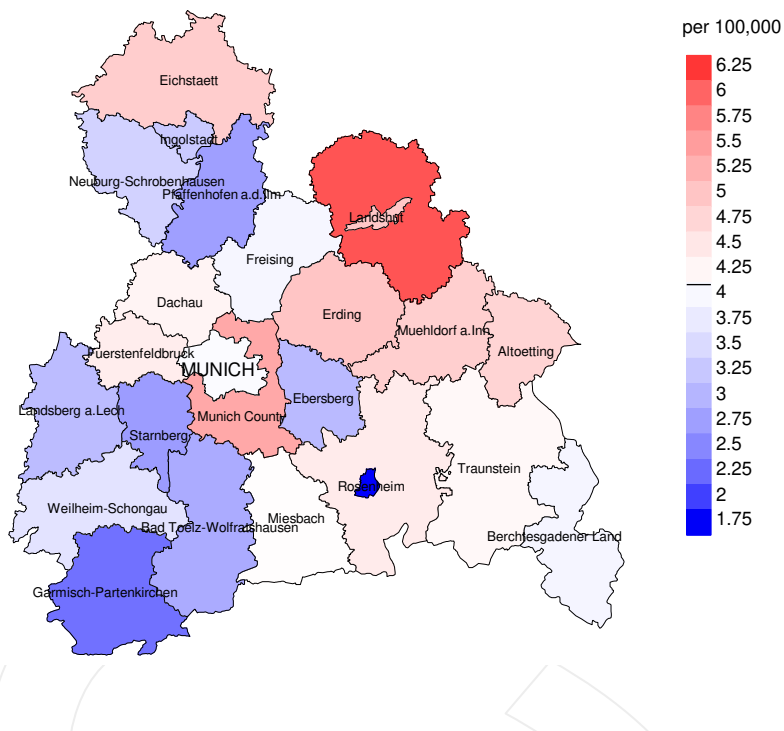 per 100,000
6.25
6
5.75
5.5
5.25
5
4.75
4.5
4.25
4
3.75
3.5
3.25
3
2.75
2.5
2.25
2
1.75
Eichstaett
Ingolstadt
Neuburg-Schrobenhausen
Pfaffenhofen a.d.Ilm
Landshut
Freising
Dachau
Erding
Muehldorf a.Inn
Altoetting
Fuerstenfeldbruck
MUNICH
Ebersberg
Landsberg a.Lech
Munich County
Starnberg
Traunstein
Rosenheim
Weilheim-Schongau
Miesbach
Bad Toelz-Wolfratshausen
Berchtesgadener Land
Garmisch-Partenkirchen